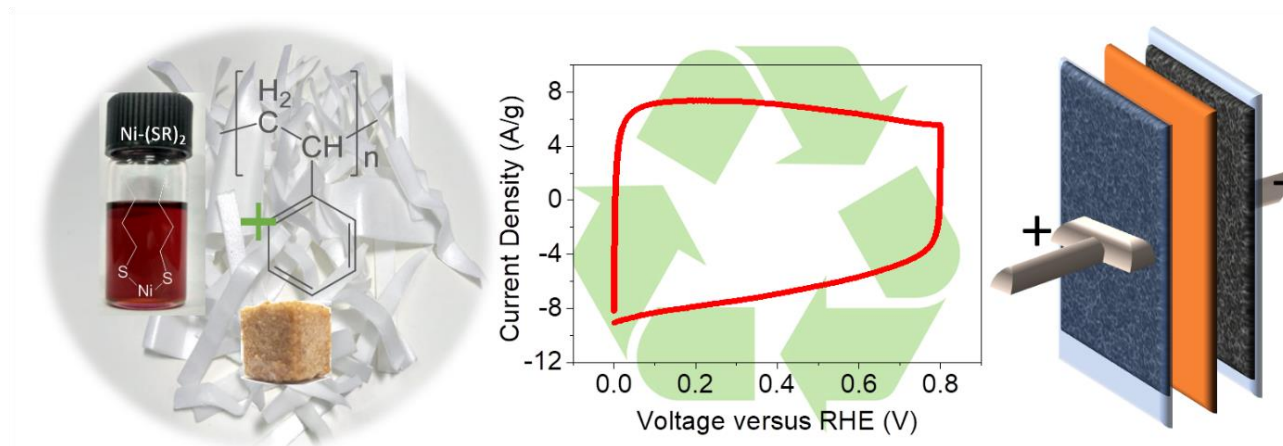 Ni-(SR)₂
S
S
Ni
H₂
C
CH
n
+
Current Density (A/g)
8
4
0
-4
-8
-12
0.0
0.2
0.4
0.6
0.8
Voltage versus RHE (V)
+
-